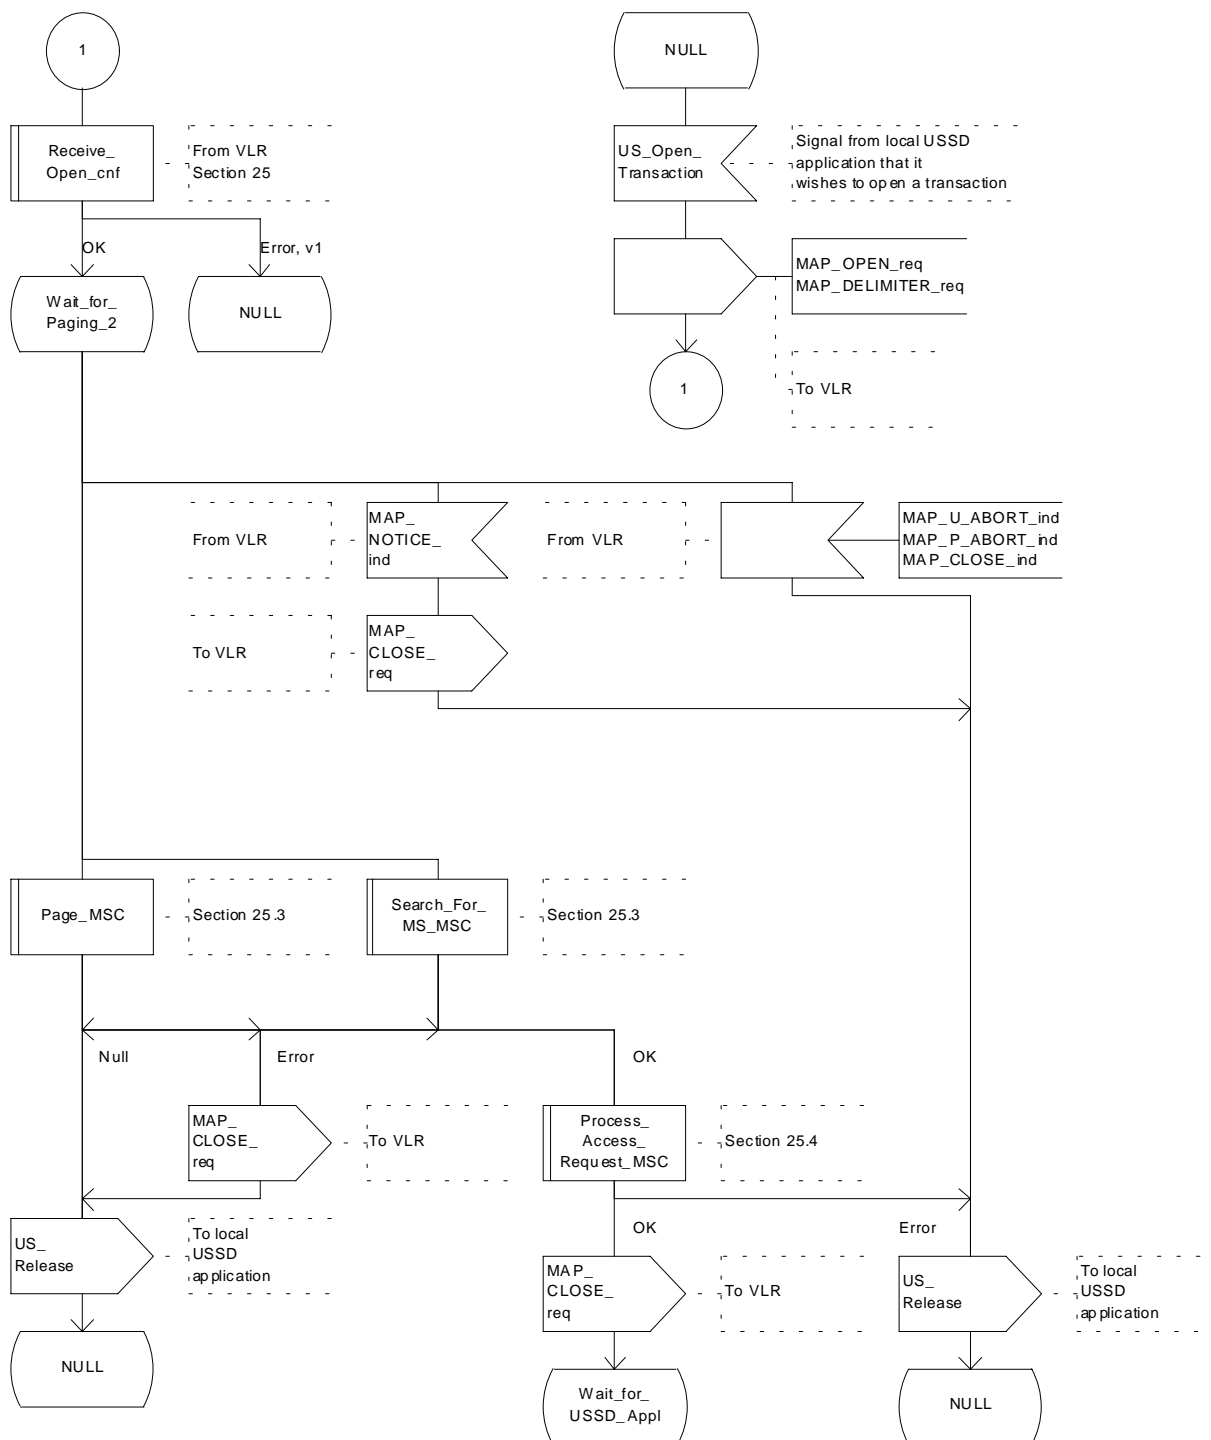 1
NULL
Receive_
Open_cnf
From VLR
Section 25
US_Open_
Transaction
Signal from local USSD
application that it
wishes to open a transaction
OK
Error, v1
Wait_for_
Paging_2
NULL
MAP_OPEN_req
MAP_DELIMITER_req
1
To VLR
From VLR
MAP_
NOTICE_
ind
From VLR
MAP_U_ABORT_ind
MAP_P_ABORT_ind
MAP_CLOSE_ind
To VLR
MAP_
CLOSE_
req
Page_MSC
Section 25.3
Search_For_
MS_MSC
Section 25.3
Null
Error
OK
MAP_
CLOSE_
req
To VLR
Process_
Access_
Request_MSC
Section 25.4
US_
Release
To local
USSD
application
OK
Error
MAP_
CLOSE_
req
To VLR
US_
Release
To local
USSD
application
NULL
Wait_for_
USSD_Appl
NULL